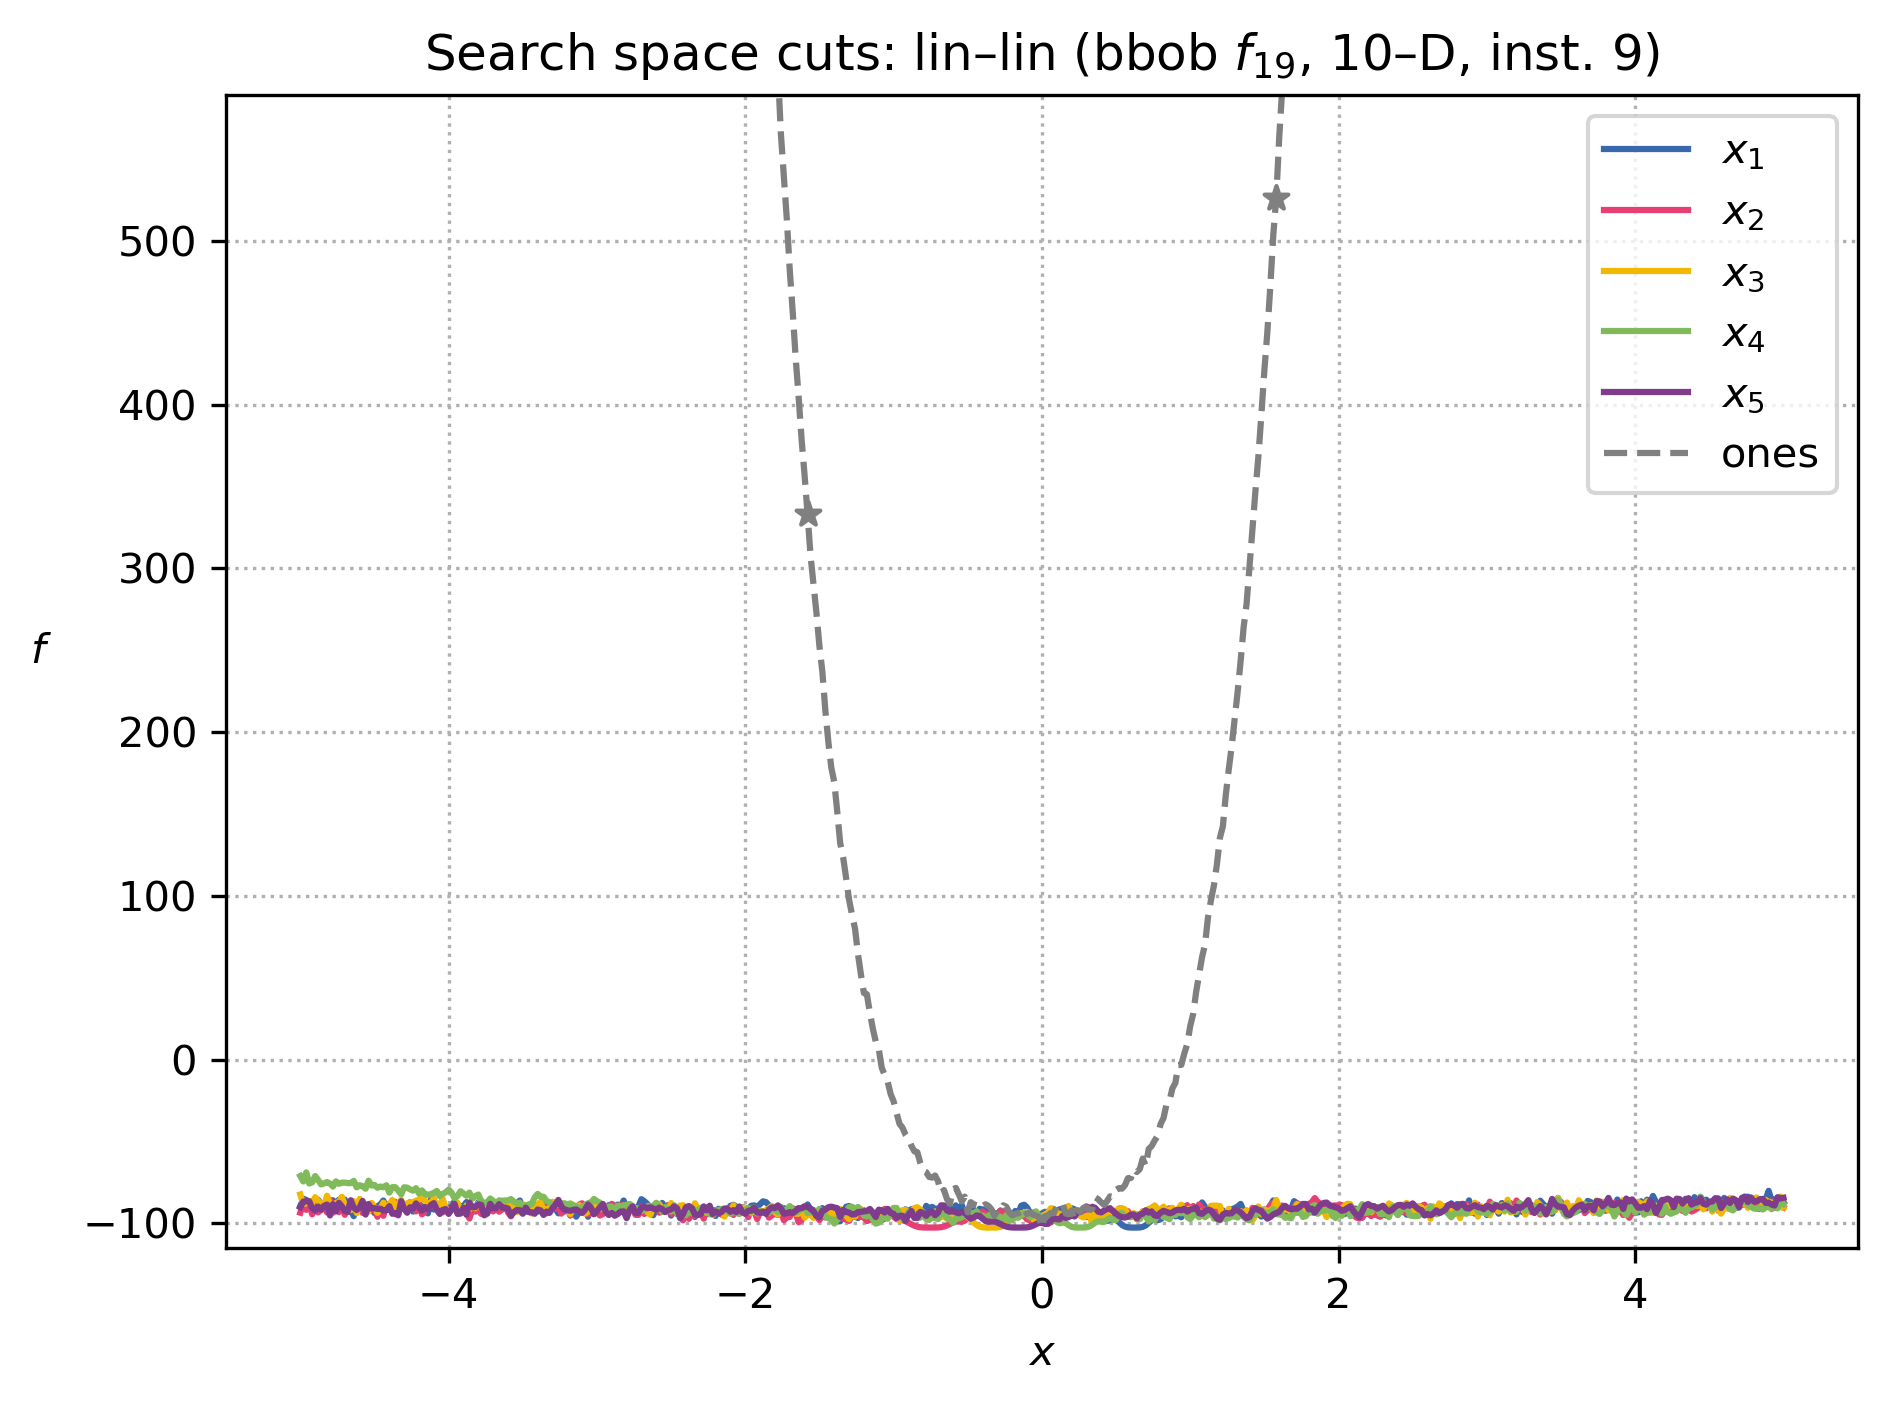 Search space cuts: lin–lin (bbob f₁₉, 10–D, inst. 9)
x₁
x₂
x₃
x₄
x₅
ones
500
400
300
200
100
0
−100
f
−4 −2 0 2 4
x